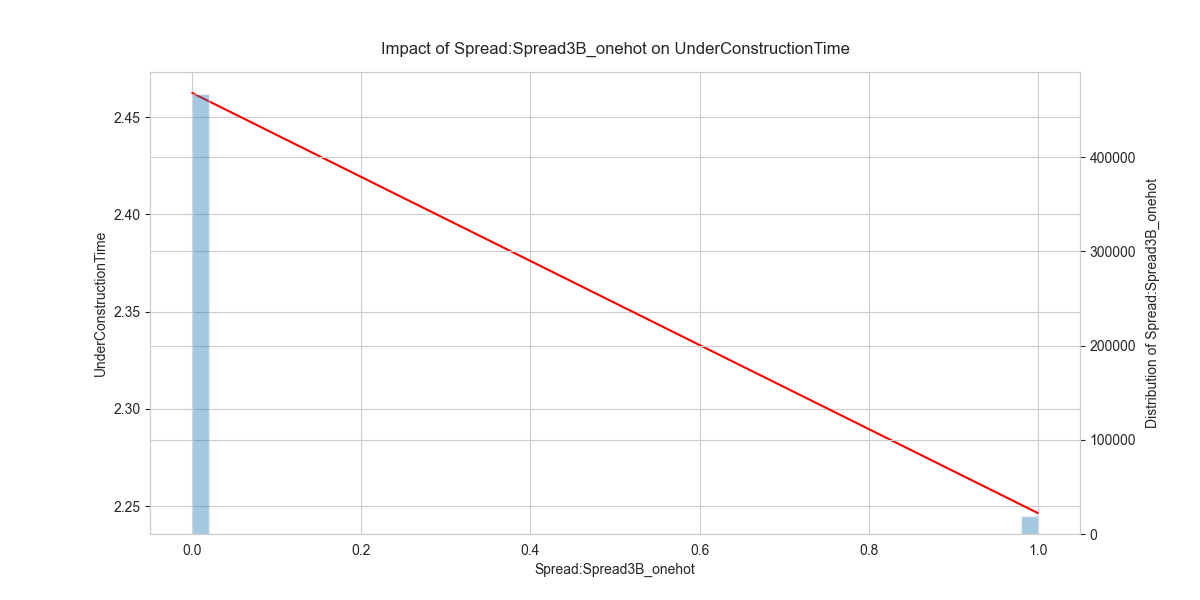 Impact of Spread:Spread3B_onehot on UnderConstructionTime
UnderConstructionTime
2.45
2.40
2.35
2.30
2.25
0.0 0.2 0.4 0.6 0.8 1.0
Spread:Spread3B_onehot
400000
300000
200000
100000
0
Distribution of Spread:Spread3B_onehot